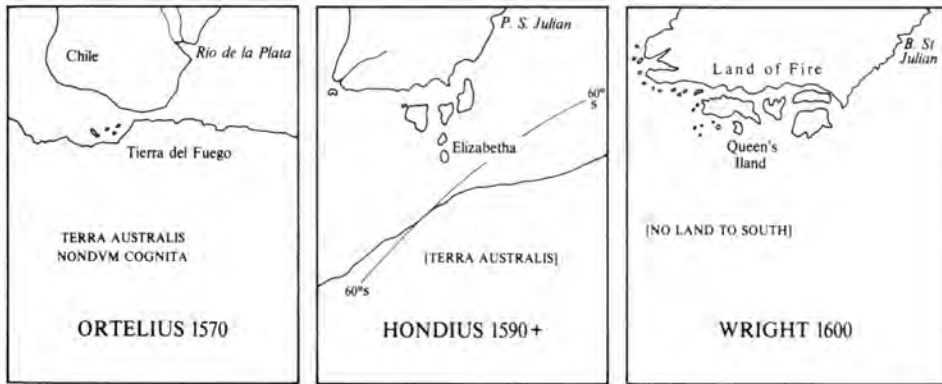 Chile
Rio de la Plata
Tierra del Fuego
TERRA AUSTRALIS
NONDVM COGNITA
ORTELIUS 1570
P. S. Julian
60°
s
Elizabetha
[TERRA AUSTRALIS]
60°s
HONDIUS 1590+
B. St
Julian
Land of Fire
Queen's
Iland
[NO LAND TO SOUTH]
WRIGHT 1600